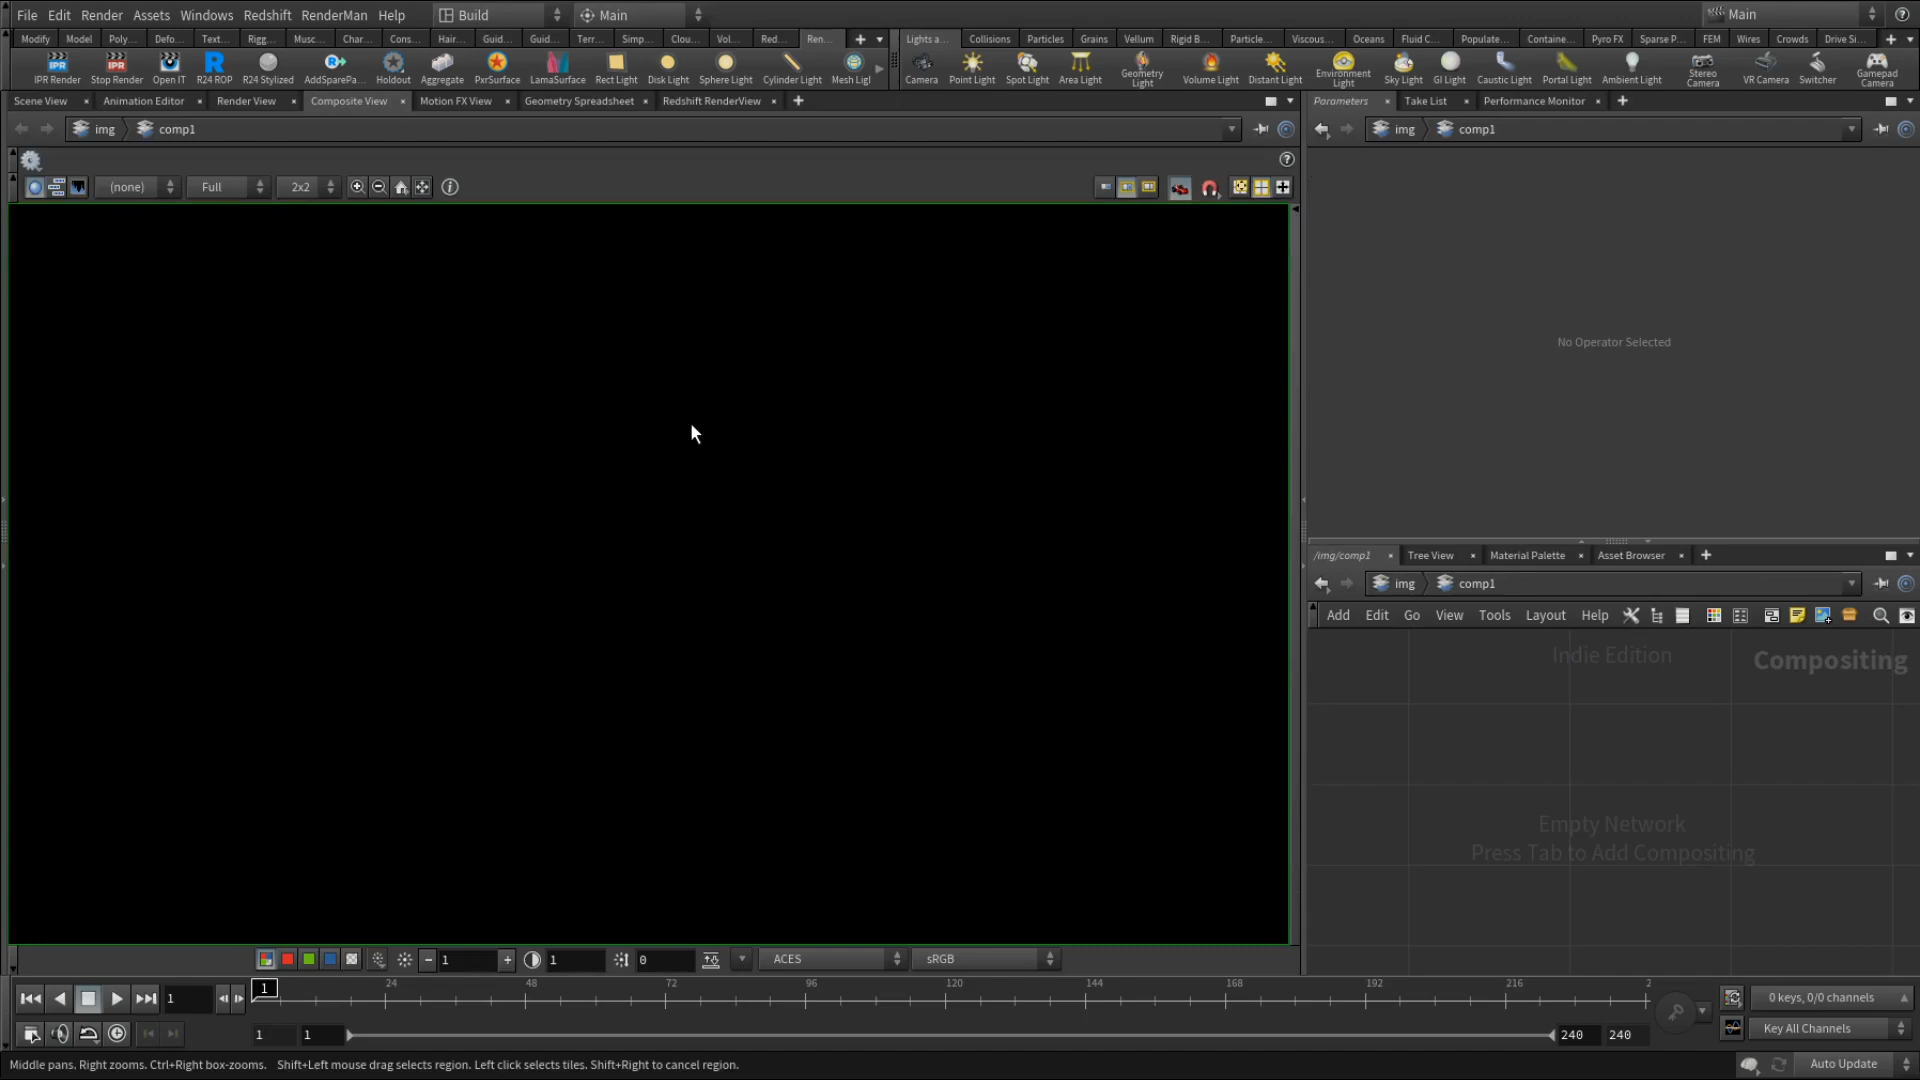 File Edit Render Assets Windows Redshift RenderMan Help Build Main Main
Modify Model Poly... Defo... Text... Rigg... Musc... Char... Cons... Hair... Guid... Guid... Terr... Simp... Clou... Vol... Red... Ren... Lights a... Collisions Particles Grains Vellum Rigid B... Particle... Viscous... Oceans Fluid C... Populate... Containe... Pyro FX Sparse P... FEM Wires Crowds Drive Si...
IPR Render Stop Render Open IT R24 ROP R24 Stylized AddSparePa... Holdout Aggregate PxrSurface LamaSurface Rect Light Disk Light Sphere Light Cylinder Light Mesh Ligl Camera Point Light Spot Light Area Light Geometry Light Volume Light Distant Light Environment Light Sky Light GI Light Caustic Light Portal Light Ambient Light Stereo Camera VR Camera Switcher Gamepad Camera
Scene View Animation Editor Render View Composite View Motion FX View Geometry Spreadsheet Redshift RenderView Parameters Take List Performance Monitor
img comp1 img comp1
(none) Full 2x2
No Operator Selected
/img/comp1 Tree View Material Palette Asset Browser
img comp1
Add Edit Go View Tools Layout Help
Indie Edition
Compositing
Empty Network
Press Tab to Add Compositing
1 1 0 ACES sRGB
1 1 24 48 72 96 120 144 168 192 216 2 0 keys, 0/0 channels
1 1 240 240 Key All Channels
Middle pans. Right zooms. Ctrl+Right box-zooms. Shift+Left mouse drag selects region. Left click selects tiles. Shift+Right to cancel region. Auto Update